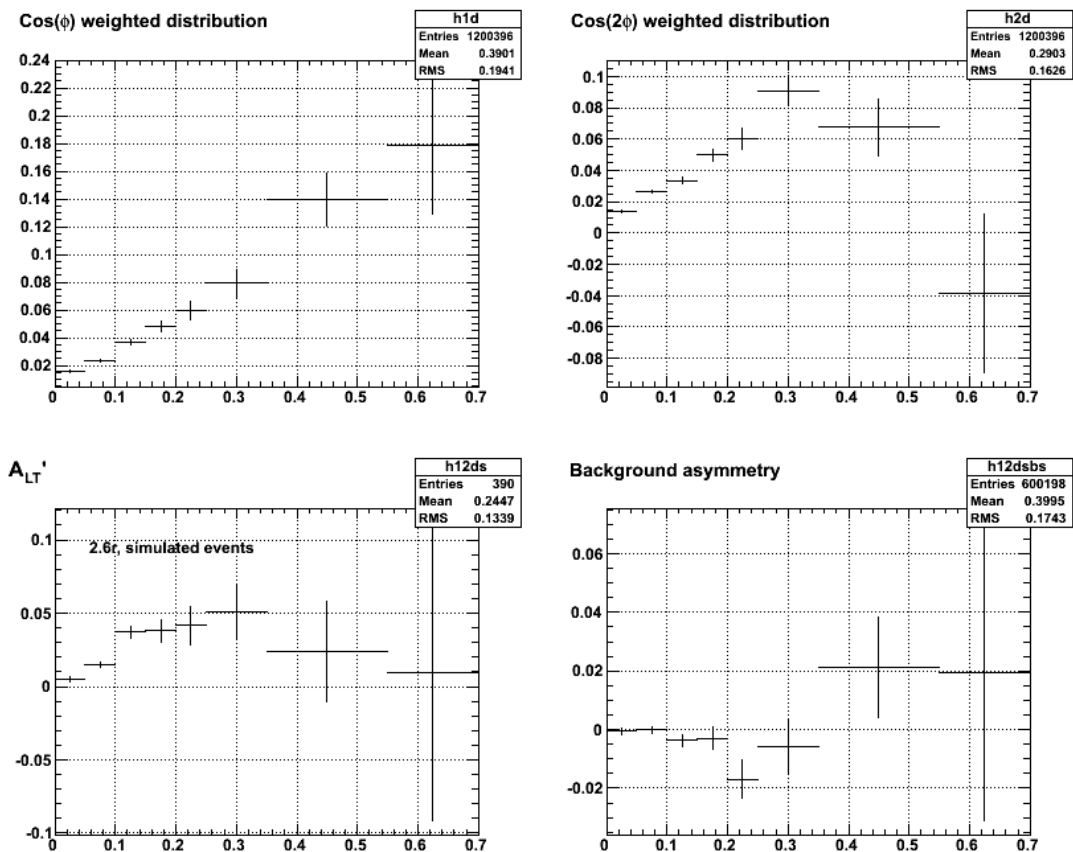 Cos(ϕ) weighted distribution
h1d
Entries 1200396
Mean 0.3901
RMS 0.1941
0.24
0.22
0.2
0.18
0.16
0.14
0.12
0.1
0.08
0.06
0.04
0.02
0 0.1 0.2 0.3 0.4 0.5 0.6 0.7
Cos(2ϕ) weighted distribution
h2d
Entries 1200396
Mean 0.2903
RMS 0.1626
0.1
0.08
0.06
0.04
0.02
0
-0.02
-0.04
-0.06
-0.08
0 0.1 0.2 0.3 0.4 0.5 0.6 0.7
A_LT'
h12ds
Entries 390
Mean 0.2447
RMS 0.1339
2.6r, simulated events
0.1
0.05
0
-0.05
-0.1
0 0.1 0.2 0.3 0.4 0.5 0.6 0.7
Background asymmetry
h12dsbs
Entries 600198
Mean 0.3995
RMS 0.1743
0.06
0.04
0.02
0
-0.02
0 0.1 0.2 0.3 0.4 0.5 0.6 0.7